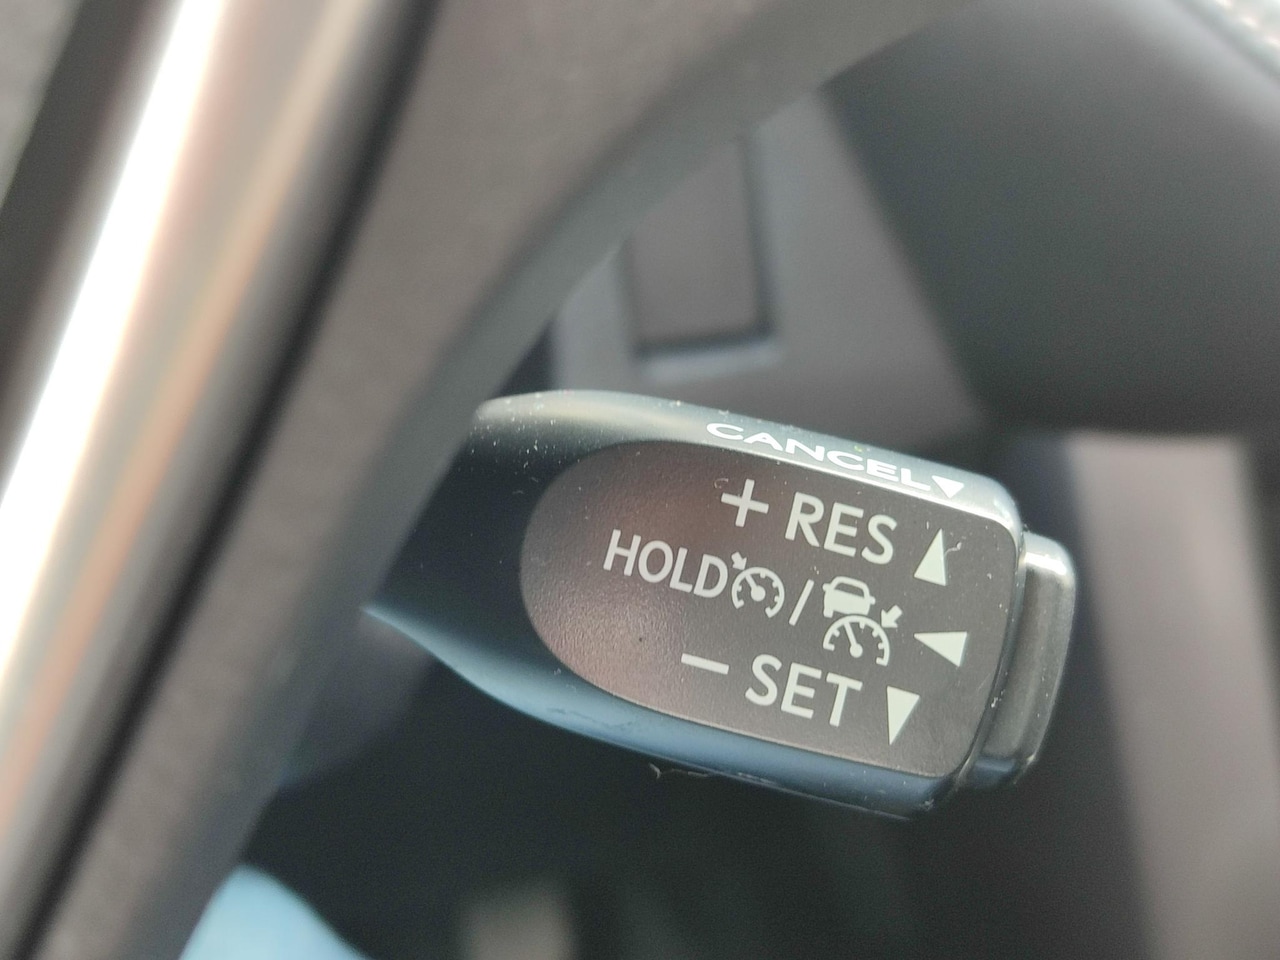 CANCEL▼
+ RES ▲
HOLD / ◀
− SET ▼